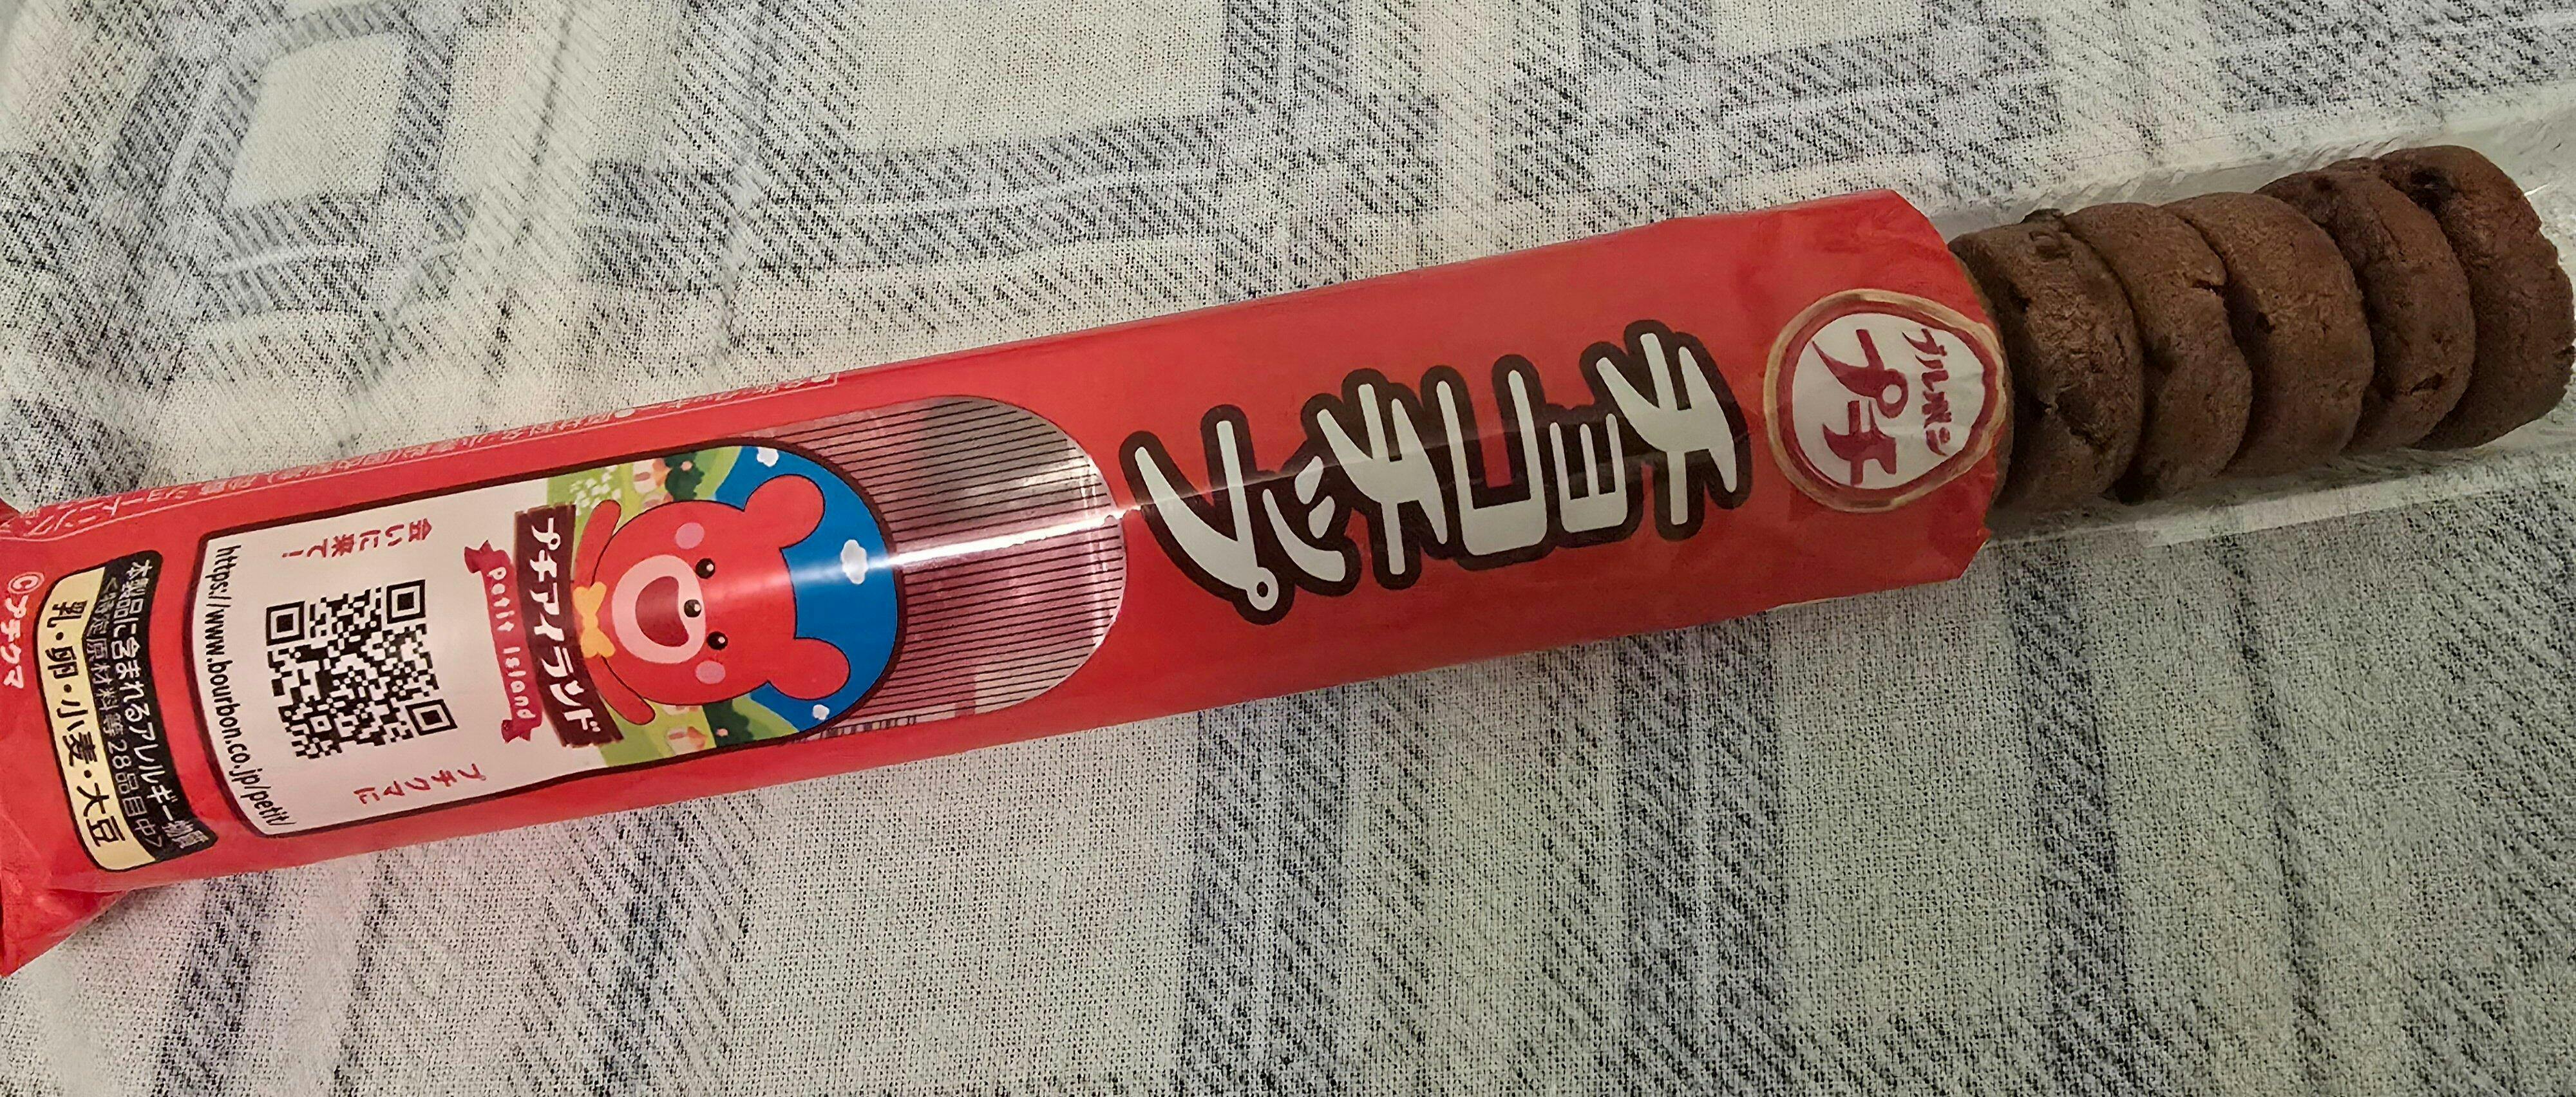 ブルボン
プチ
チョコチップ
プチアイランド
petit island
プチクマに
会いに来て!
https://www.bourbon.co.jp/petit/
本製品に含まれるアレルギー物質
<特定原材料等28品目中>
乳・卵・小麦・大豆
©プチクマ